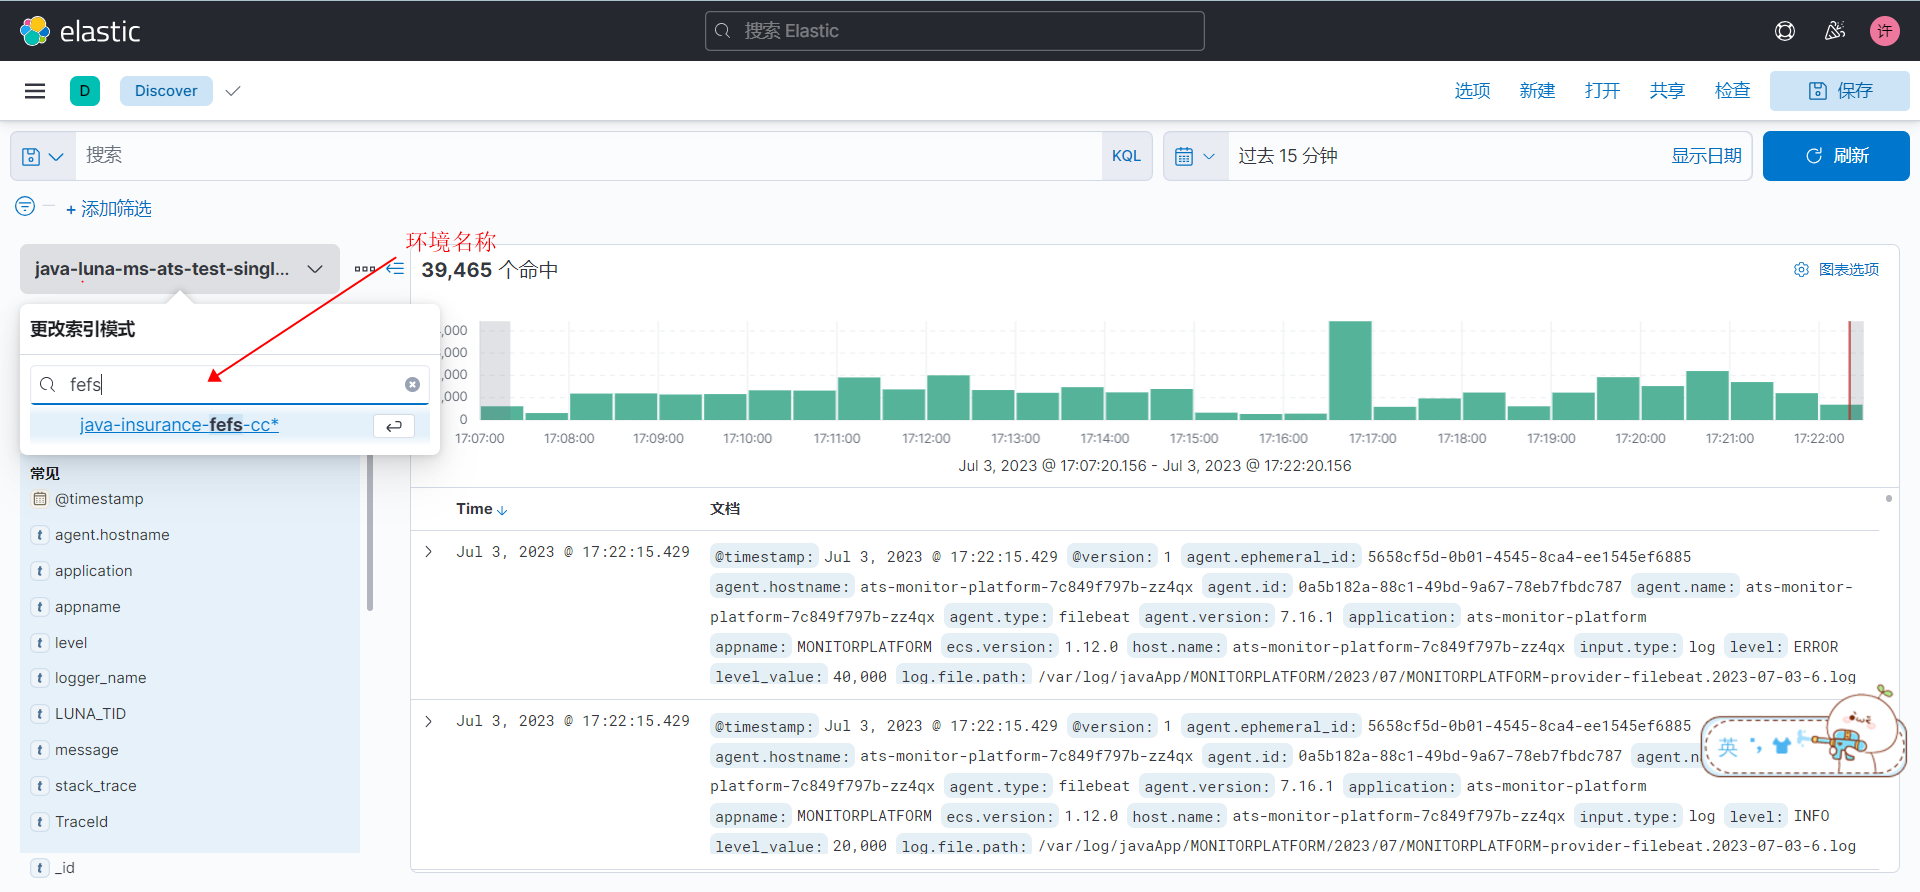 elastic
搜索 Elastic
许
D
Discover
选项
新建
打开
共享
检查
保存
搜索
KQL
过去 15 分钟
显示日期
刷新
+ 添加筛选
环境名称
java-luna-ms-ats-test-singl...
39,465 个命中
图表选项
更改索引模式
fefs
java-insurance-fefs-cc*
,000
,000
,000
,000
0
17:07:00 17:08:00 17:09:00 17:10:00 17:11:00 17:12:00 17:13:00 17:14:00 17:15:00 17:16:00 17:17:00 17:18:00 17:19:00 17:20:00 17:21:00 17:22:00
Jul 3, 2023 @ 17:07:20.156 - Jul 3, 2023 @ 17:22:20.156
常见
@timestamp
t agent.hostname
t application
t appname
t level
t logger_name
t LUNA_TID
t message
t stack_trace
t TraceId
t _id
Time 文档
Jul 3, 2023 @ 17:22:15.429
@timestamp: Jul 3, 2023 @ 17:22:15.429 @version: 1 agent.ephemeral_id: 5658cf5d-0b01-4545-8ca4-ee1545ef6885
agent.hostname: ats-monitor-platform-7c849f797b-zz4qx agent.id: 0a5b182a-88c1-49bd-9a67-78eb7fbdc787 agent.name: ats-monitor-
platform-7c849f797b-zz4qx agent.type: filebeat agent.version: 7.16.1 application: ats-monitor-platform
appname: MONITORPLATFORM ecs.version: 1.12.0 host.name: ats-monitor-platform-7c849f797b-zz4qx input.type: log level: ERROR
level_value: 40,000 log.file.path: /var/log/javaApp/MONITORPLATFORM/2023/07/MONITORPLATFORM-provider-filebeat.2023-07-03-6.log
Jul 3, 2023 @ 17:22:15.429
@timestamp: Jul 3, 2023 @ 17:22:15.429 @version: 1 agent.ephemeral_id: 5658cf5d-0b01-4545-8ca4-ee1545ef6885
agent.hostname: ats-monitor-platform-7c849f797b-zz4qx agent.id: 0a5b182a-88c1-49bd-9a67-78eb7fbdc787 agent.n
platform-7c849f797b-zz4qx agent.type: filebeat agent.version: 7.16.1 application: ats-monitor-platform
appname: MONITORPLATFORM ecs.version: 1.12.0 host.name: ats-monitor-platform-7c849f797b-zz4qx input.type: log level: INFO
level_value: 20,000 log.file.path: /var/log/javaApp/MONITORPLATFORM/2023/07/MONITORPLATFORM-provider-filebeat.2023-07-03-6.log
英